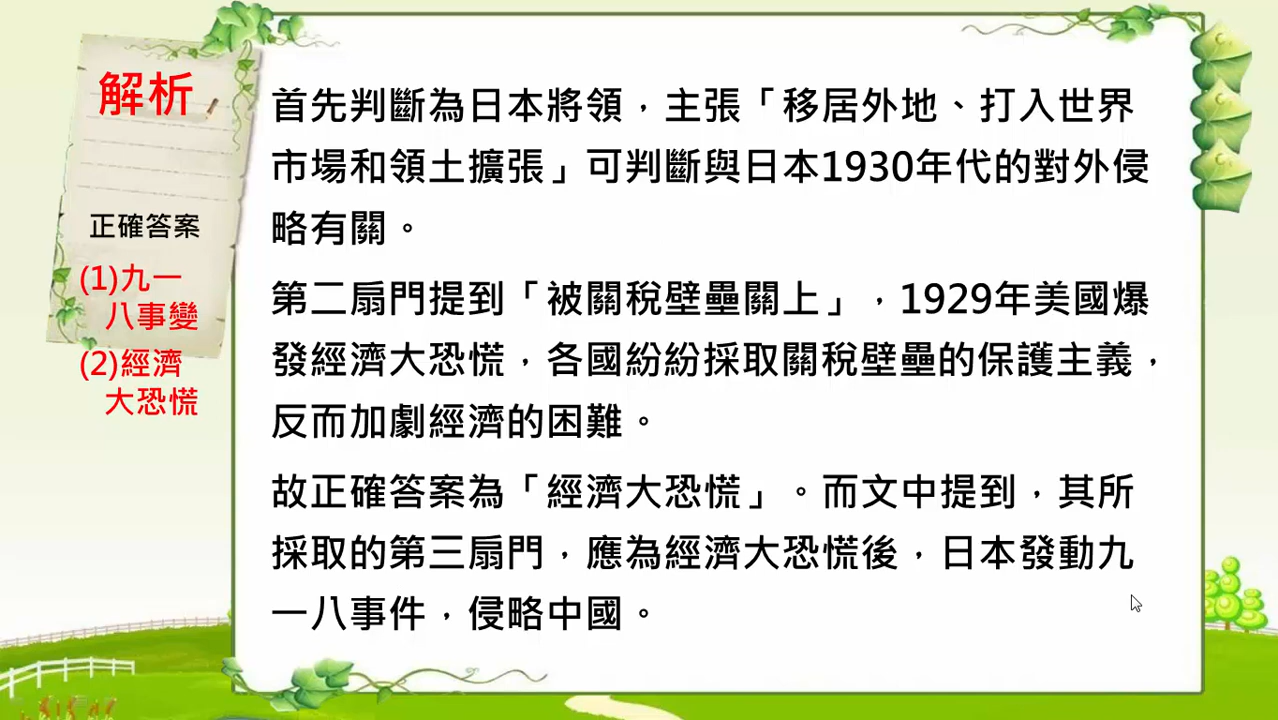 解析
正確答案
(1)九一
八事變
(2)經濟
大恐慌
首先判斷為日本將領，主張「移居外地、打入世界
市場和領土擴張」可判斷與日本1930年代的對外侵
略有關。
第二扇門提到「被關稅壁壘關上」，1929年美國爆
發經濟大恐慌，各國紛紛採取關稅壁壘的保護主義，
反而加劇經濟的困難。
故正確答案為「經濟大恐慌」。而文中提到，其所
採取的第三扇門，應為經濟大恐慌後，日本發動九
一八事件，侵略中國。